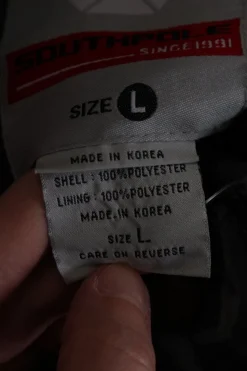 SOUTHPOLE
SINCE 1991
SIZE L
MADE IN KOREA
SHELL : 100%POLYESTER
LINING : 100%POLYESTER
MADE IN KOREA
SIZE L
CARE ON REVERSE